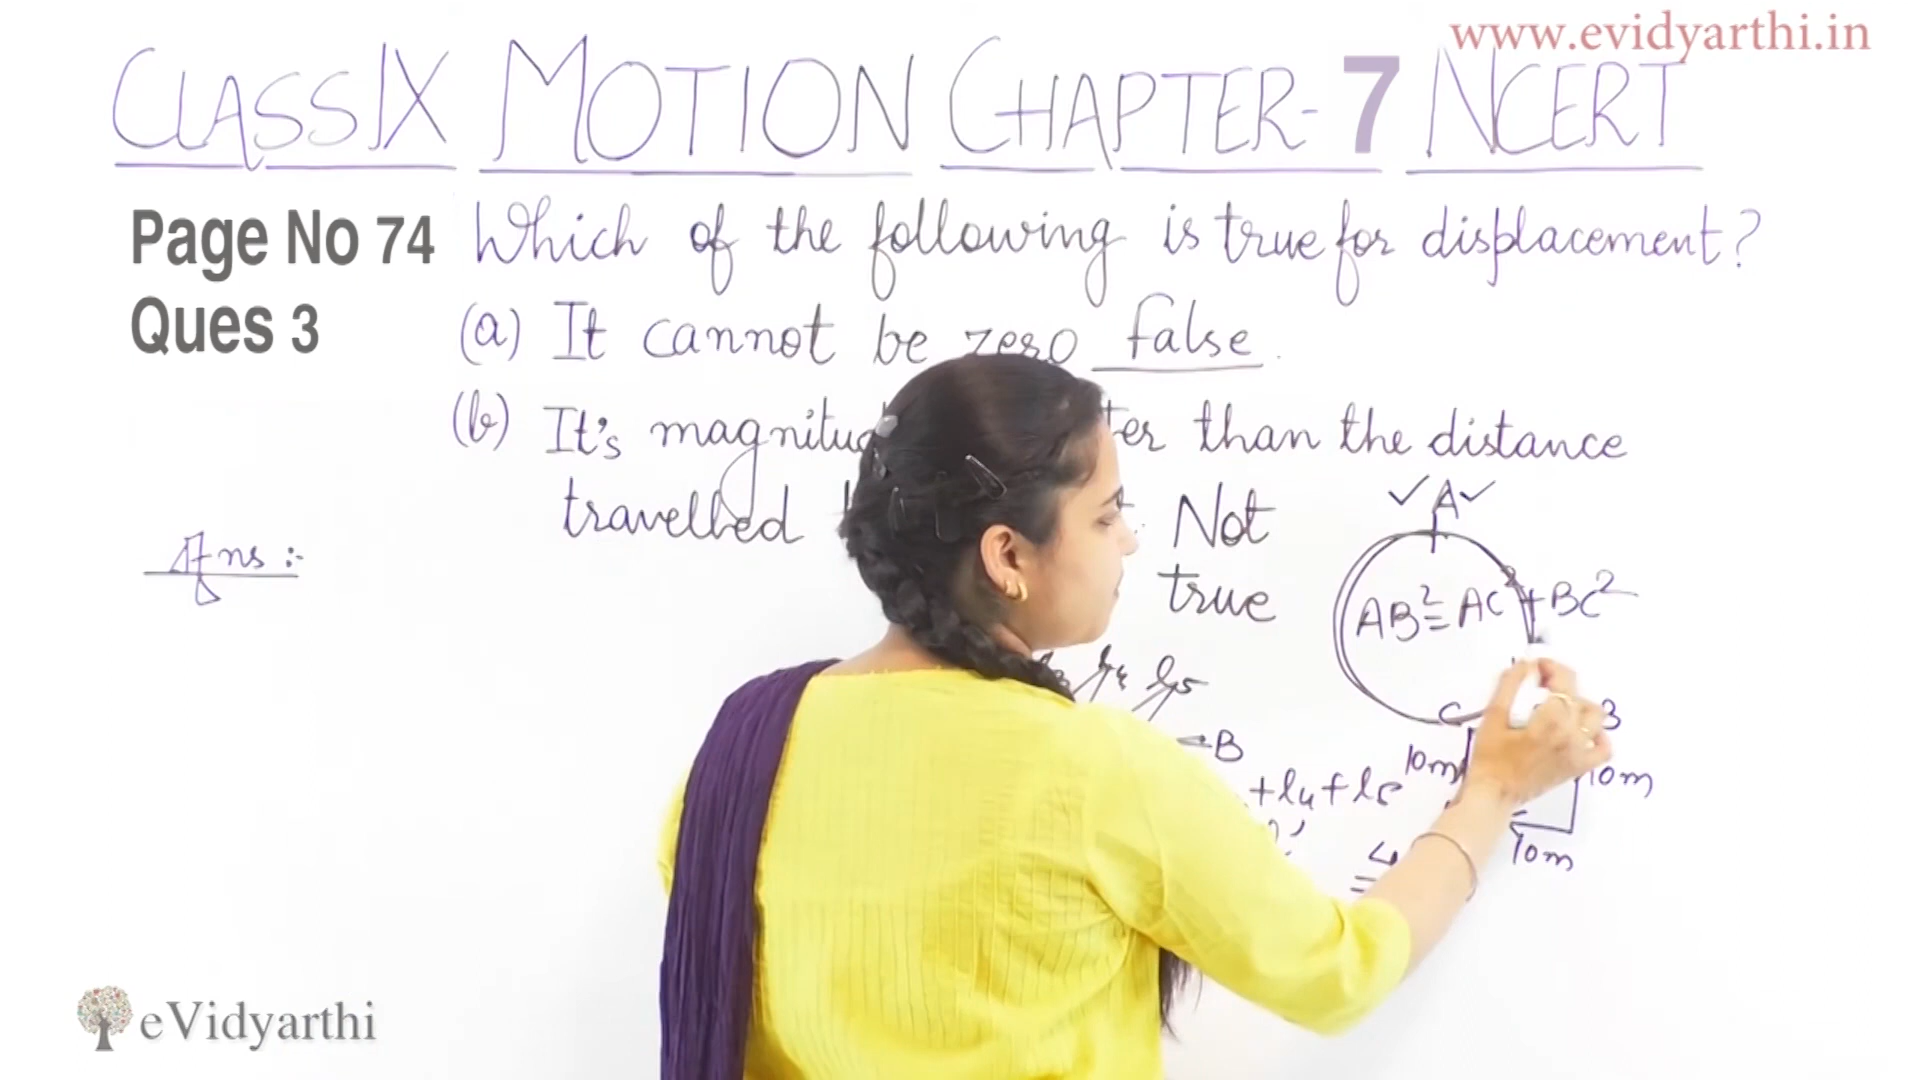 www.evidyarthi.in
CLASS IX MOTION CHAPTER- 7 NCERT
Page No 74
Ques 3
Which of the following is true for displacement?
(a) It cannot be zero false.
(b) It's than the distance
travelled Not
true
Ans :-
A
AB² = AC² + BC²
C
10m
10m
10m
B
+l4+l5
eVidyarthi